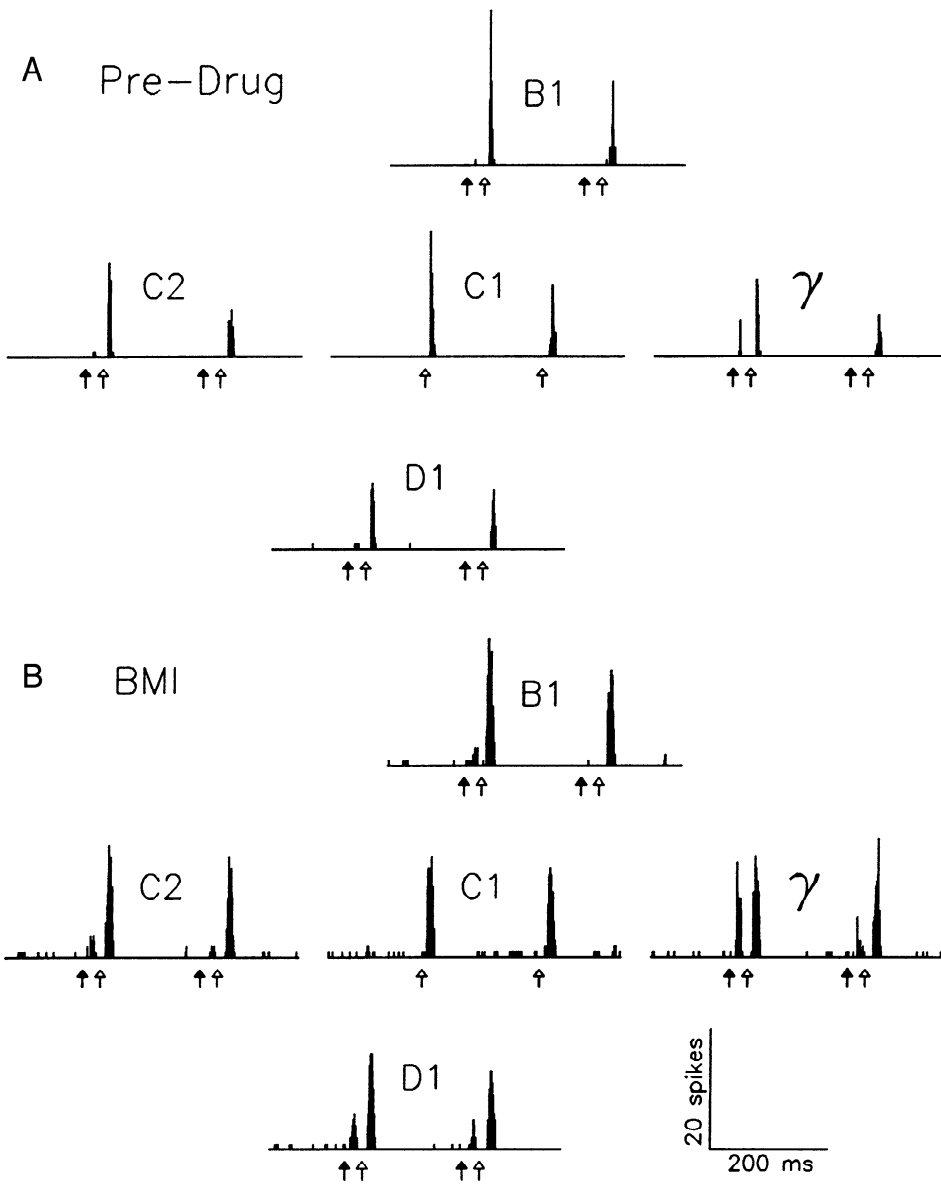 A Pre-Drug
B1
C2 C1 γ
D1
B BMI
B1
C2 C1 γ
D1
20 spikes
200 ms